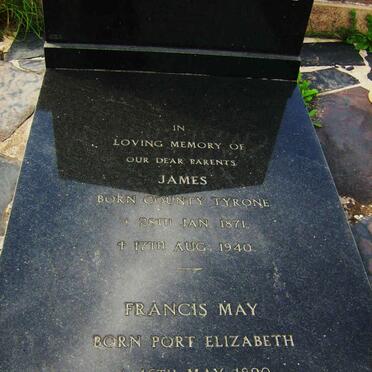 IN
LOVING MEMORY OF
OUR DEAR PARENTS
JAMES
BORN COUNTY TYRONE
28TH JAN. 1871.
✝ 17TH AUG. 1940.
FRANCIS MAY
BORN PORT ELIZABETH
MAY